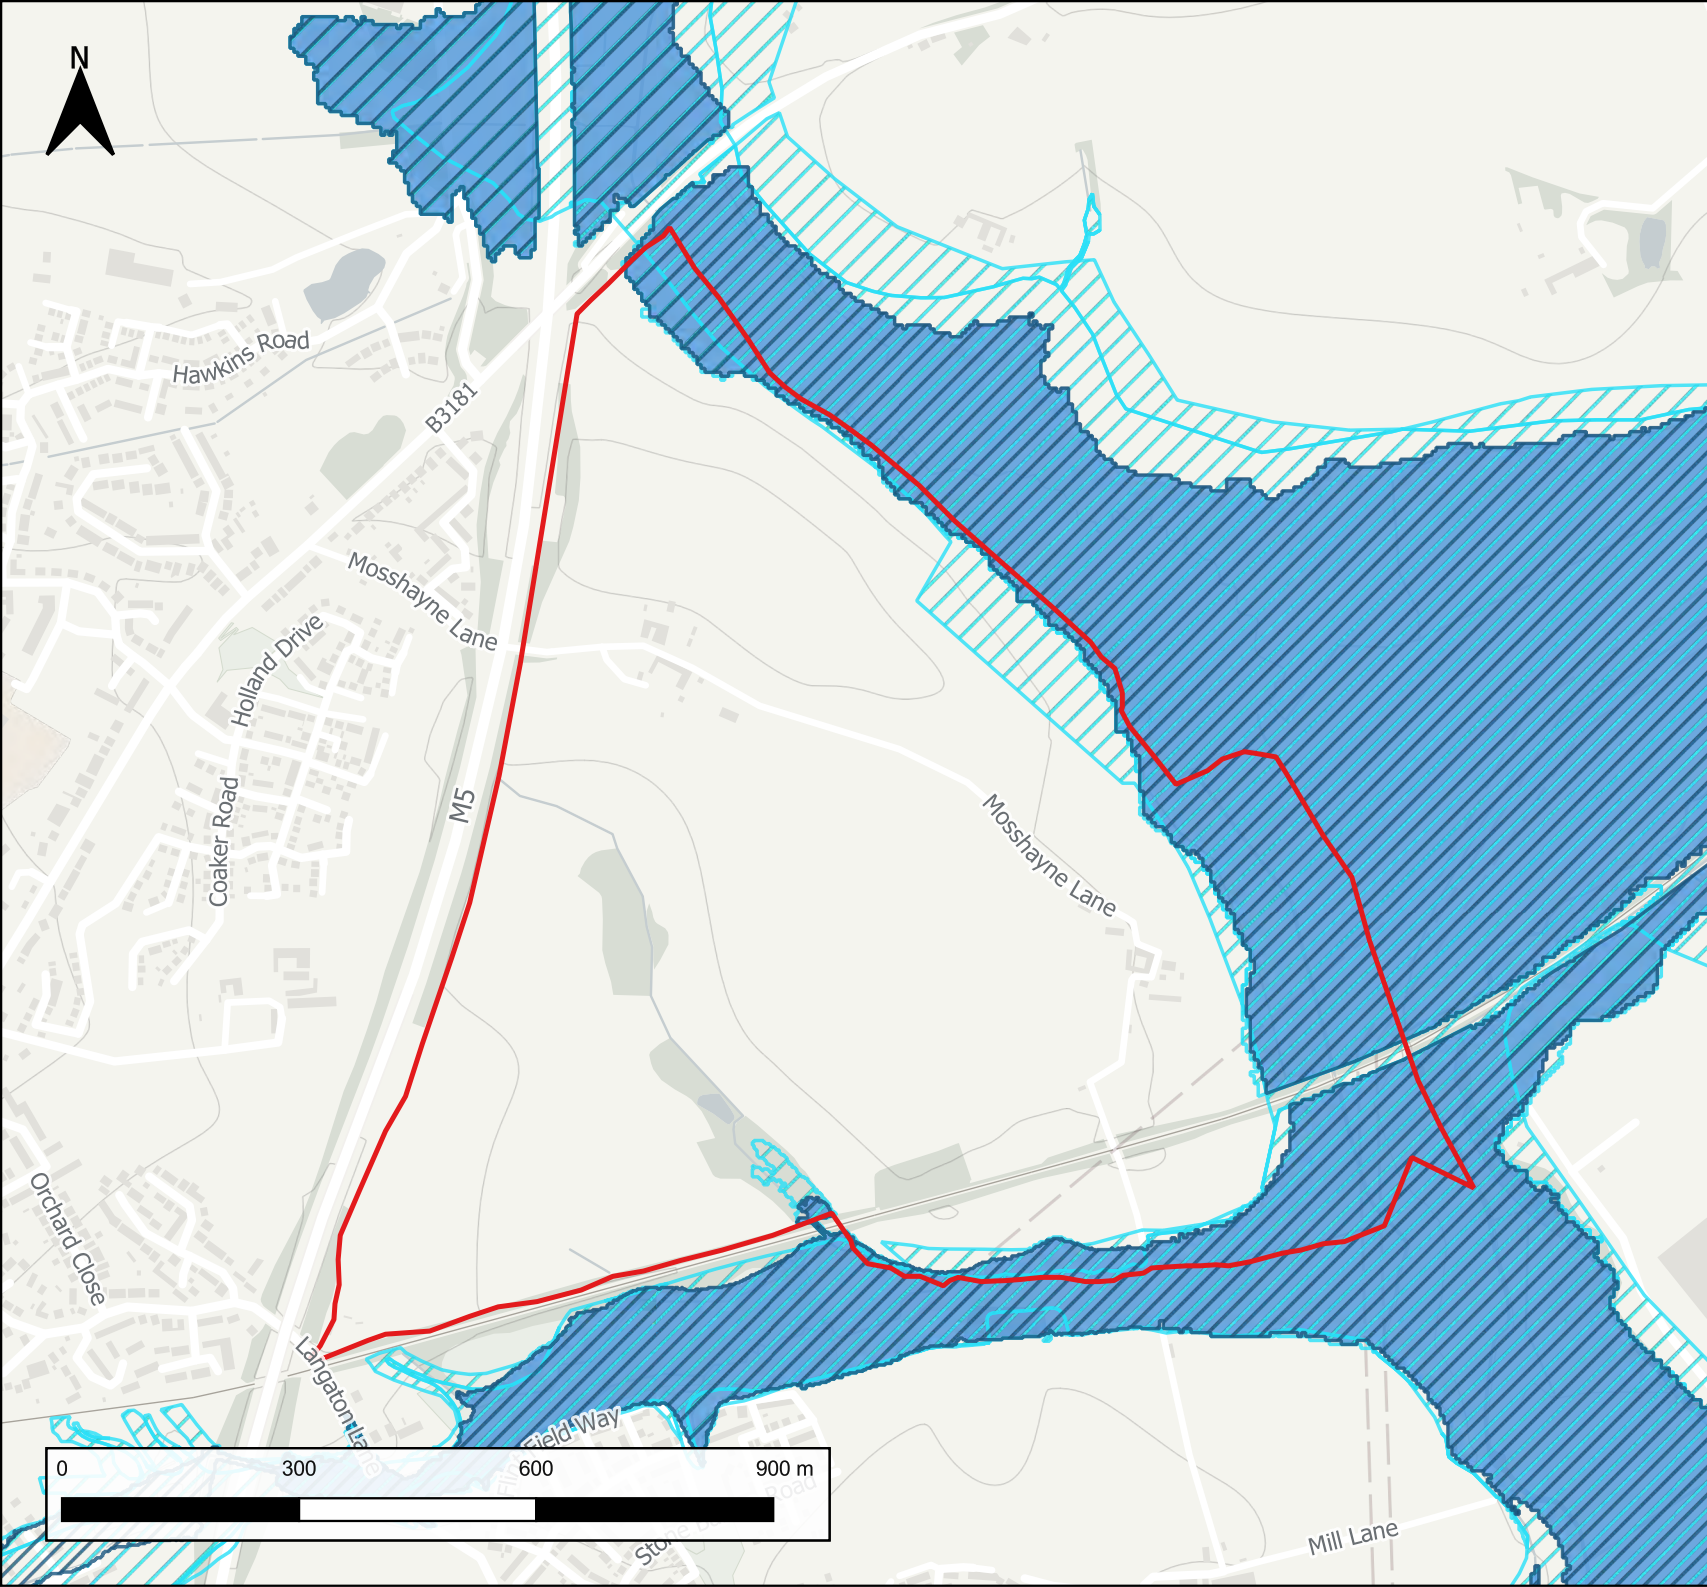 N
Hawkins Road
B3181
Mosshayne Lane
Holland Drive
M5
Coaker Road
Mosshayne Lane
Orchard Close
Langaton Lane
Field Way
0 300 600 900 m
Road
Mill Lane